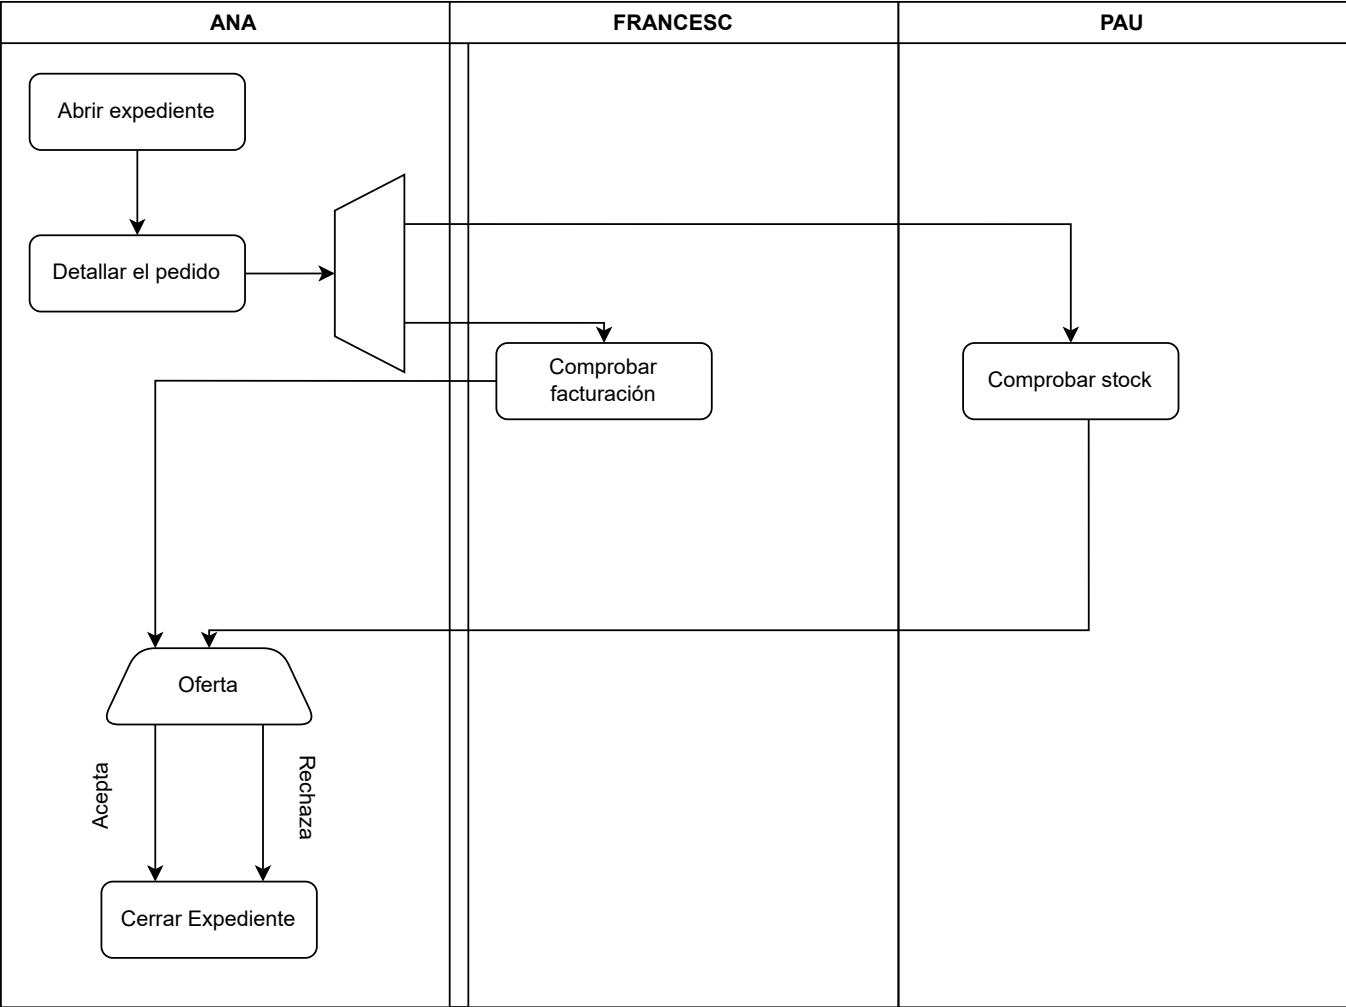 ANA
FRANCESC
PAU
Abrir expediente
Detallar el pedido
Comprobar
facturación
Comprobar stock
Oferta
Acepta
Rechaza
Cerrar Expediente